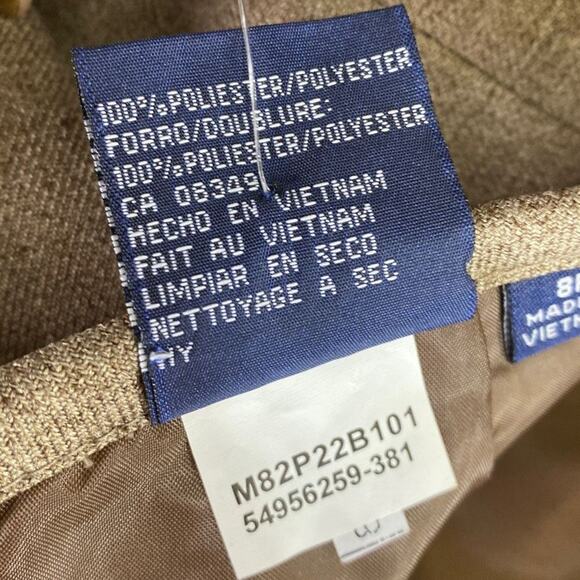 100%POLIESTER/POLYESTER
FORRO/DOUBLURE:
100%POLIESTER/POLYESTER
CA 08349
HECHO EN VIETNAM
FAIT AU VIETNAM
LIMPIAR EN SECO
NETTOYAGE A SEC
M82P22B101
54956259-381
MADE
VIETN